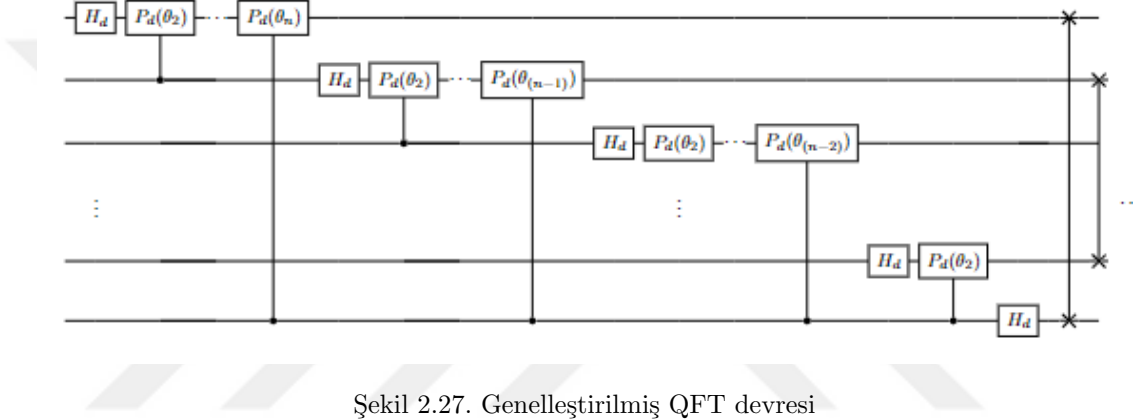 H_d P_d(θ_2) ··· P_d(θ_n)
H_d P_d(θ_2) ··· P_d(θ_{(n−1)})
H_d P_d(θ_2) ··· P_d(θ_{(n−2)})
⋮ ⋮ ···
H_d P_d(θ_2)
H_d
Şekil 2.27. Genelleştirilmiş QFT devresi